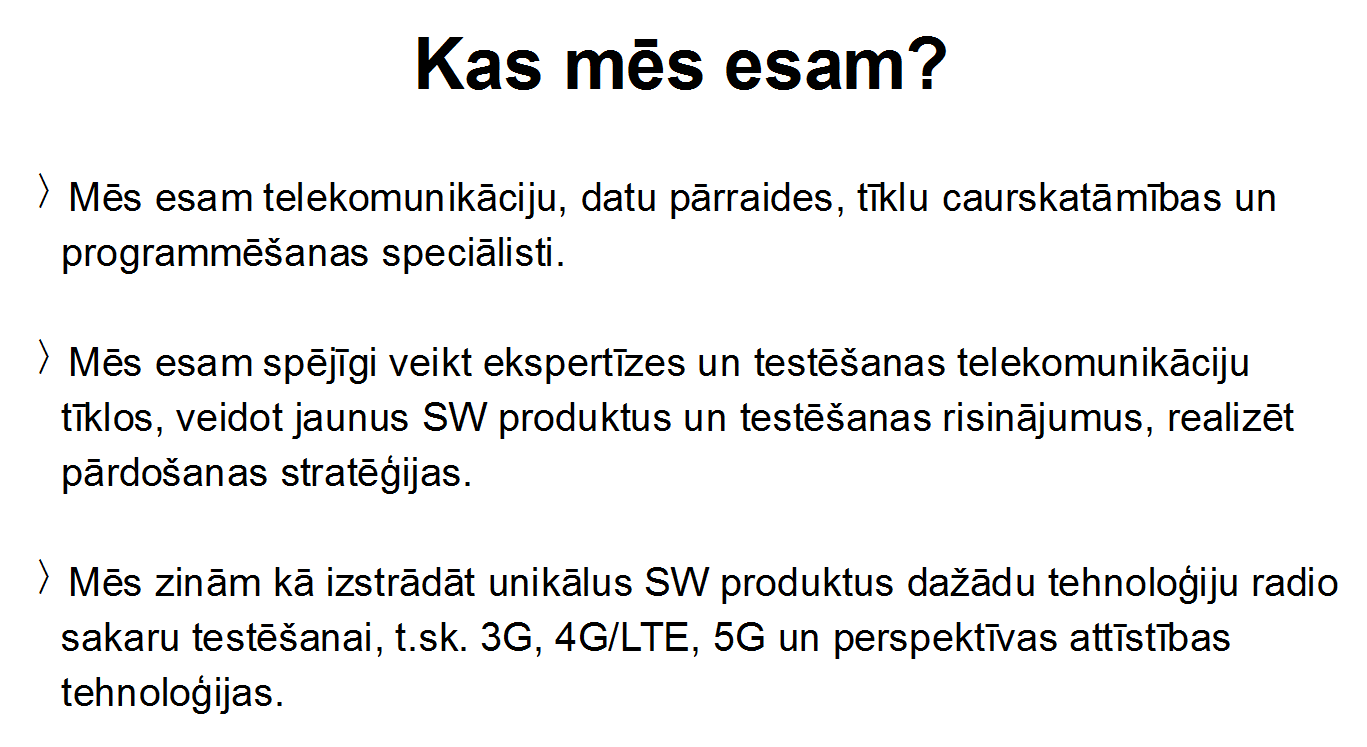 Kas mēs esam?
〉Mēs esam telekomunikāciju, datu pārraides, tīklu caurskatāmības un
programmēšanas speciālisti.
〉Mēs esam spējīgi veikt ekspertīzes un testēšanas telekomunikāciju
tīklos, veidot jaunus SW produktus un testēšanas risinājumus, realizēt
pārdošanas stratēģijas.
〉Mēs zinām kā izstrādāt unikālus SW produktus dažādu tehnoloģiju radio
sakaru testēšanai, t.sk. 3G, 4G/LTE, 5G un perspektīvas attīstības
tehnoloģijas.